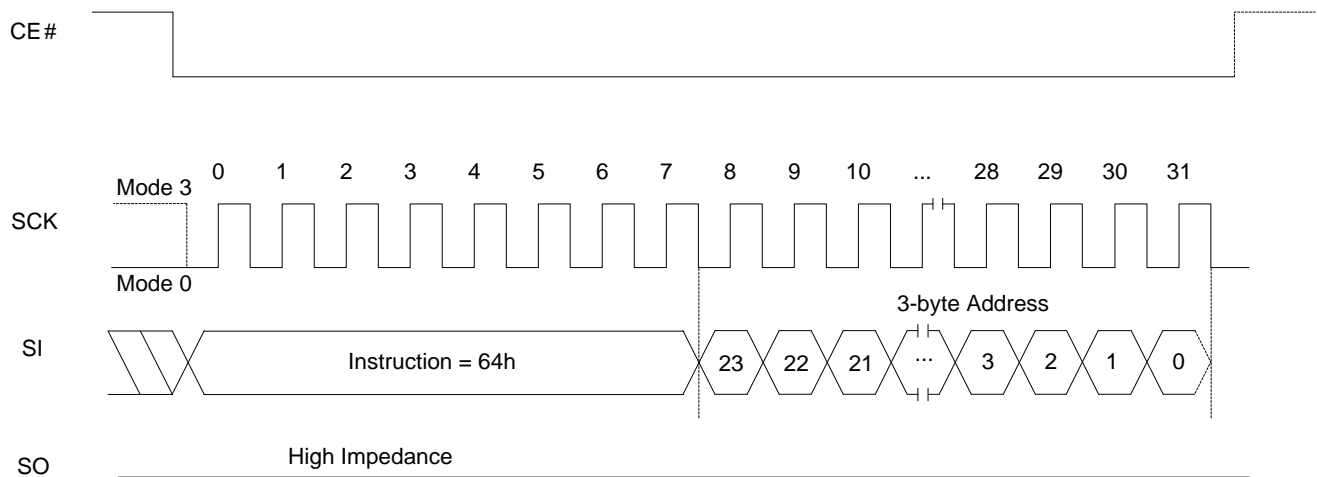 CE#
0 1 2 3 4 5 6 7 8 9 10 ... 28 29 30 31
Mode 3
SCK
Mode 0
3-byte Address
SI
Instruction = 64h
23 22 21 ... 3 2 1 0
High Impedance
SO